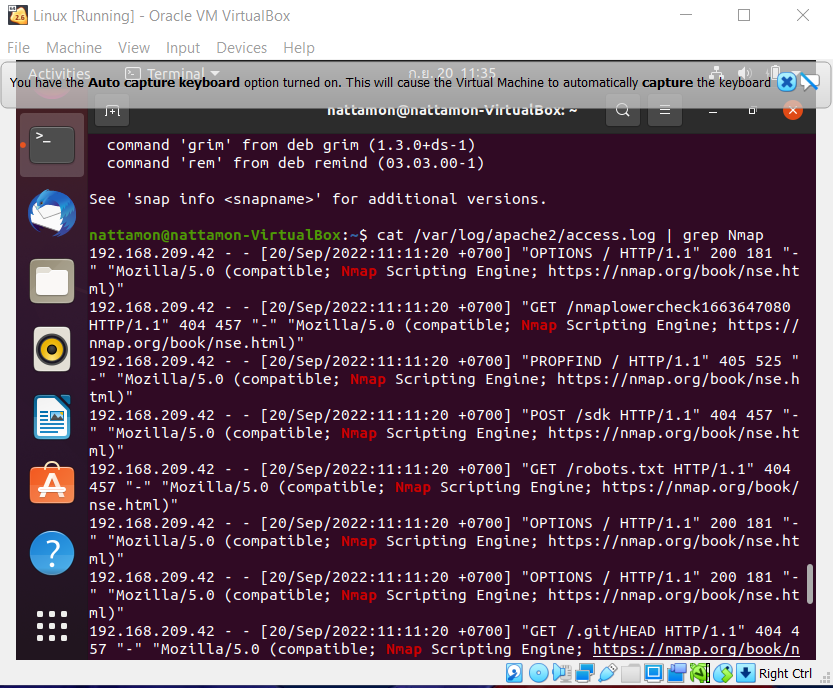 Linux [Running] - Oracle VM VirtualBox
File Machine View Input Devices Help
Activities Terminal ก.ย. 20 11:35
You have the Auto capture keyboard option turned on. This will cause the Virtual Machine to automatically capture the keyboard
nattamon@nattamon-VirtualBox: ~
command 'grim' from deb grim (1.3.0+ds-1)
command 'rem' from deb remind (03.03.00-1)
See 'snap info <snapname>' for additional versions.
nattamon@nattamon-VirtualBox:~$ cat /var/log/apache2/access.log | grep Nmap
192.168.209.42 - - [20/Sep/2022:11:11:20 +0700] "OPTIONS / HTTP/1.1" 200 181 "-
" "Mozilla/5.0 (compatible; Nmap Scripting Engine; https://nmap.org/book/nse.ht
ml)"
192.168.209.42 - - [20/Sep/2022:11:11:20 +0700] "GET /nmaplowercheck1663647080
HTTP/1.1" 404 457 "-" "Mozilla/5.0 (compatible; Nmap Scripting Engine; https://
nmap.org/book/nse.html)"
192.168.209.42 - - [20/Sep/2022:11:11:20 +0700] "PROPFIND / HTTP/1.1" 405 525 "
-" "Mozilla/5.0 (compatible; Nmap Scripting Engine; https://nmap.org/book/nse.h
tml)"
192.168.209.42 - - [20/Sep/2022:11:11:20 +0700] "POST /sdk HTTP/1.1" 404 457 "-
" "Mozilla/5.0 (compatible; Nmap Scripting Engine; https://nmap.org/book/nse.ht
ml)"
192.168.209.42 - - [20/Sep/2022:11:11:20 +0700] "GET /robots.txt HTTP/1.1" 404
457 "-" "Mozilla/5.0 (compatible; Nmap Scripting Engine; https://nmap.org/book/
nse.html)"
192.168.209.42 - - [20/Sep/2022:11:11:20 +0700] "OPTIONS / HTTP/1.1" 200 181 "-
" "Mozilla/5.0 (compatible; Nmap Scripting Engine; https://nmap.org/book/nse.ht
ml)"
192.168.209.42 - - [20/Sep/2022:11:11:20 +0700] "OPTIONS / HTTP/1.1" 200 181 "-
" "Mozilla/5.0 (compatible; Nmap Scripting Engine; https://nmap.org/book/nse.ht
ml)"
192.168.209.42 - - [20/Sep/2022:11:11:20 +0700] "GET /.git/HEAD HTTP/1.1" 404 4
57 "-" "Mozilla/5.0 (compatible; Nmap Scripting Engine; https://nmap.org/book/n
Right Ctrl